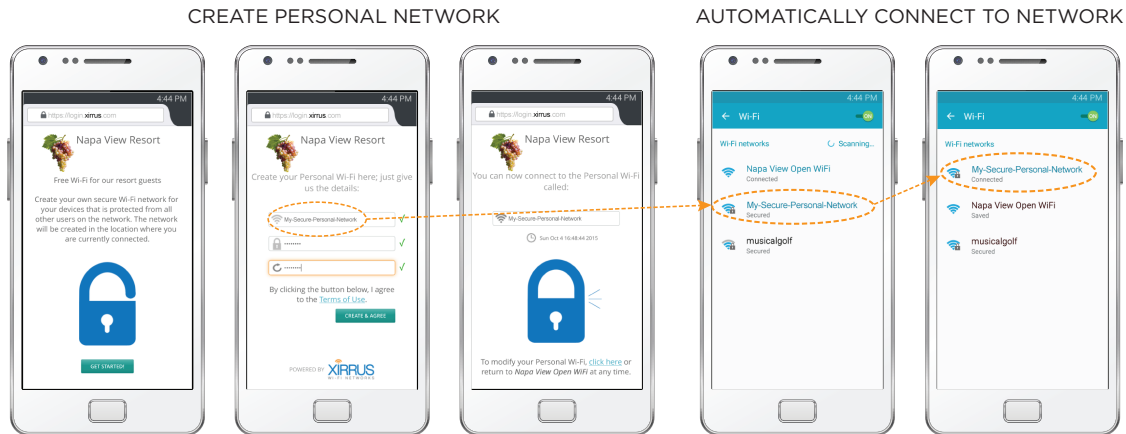 CREATE PERSONAL NETWORK
AUTOMATICALLY CONNECT TO NETWORK
4:44 PM
https://login.xirrus.com
Napa View Resort
Free Wi-Fi for our resort guests
Create your own secure Wi-Fi network for
your devices that is protected from all
other users on the network. The network
will be created in the location where you
are currently connected.
GET STARTED!
4:44 PM
https://login.xirrus.com
Napa View Resort
Create your Personal Wi-Fi here; just give
us the details:
My-Secure-Personal-Network
By clicking the button below, I agree
to the Terms of Use.
CREATE & AGREE
POWERED BY XIRRUS
WI-FI NETWORKS
4:44 PM
https://login.xirrus.com
Napa View Resort
You can now connect to the Personal Wi-Fi
called:
My-Secure-Personal-Network
Sun Oct 4 16:48:44 2015
To modify your Personal Wi-Fi, click here or
return to Napa View Open WiFi at any time.
4:44 PM
Wi-Fi
ON
Wi-Fi networks
Scanning...
Napa View Open WiFi
Connected
My-Secure-Personal-Network
Secured
musicalgolf
Secured
4:44 PM
Wi-Fi
ON
Wi-Fi networks
My-Secure-Personal-Network
Connected
Napa View Open WiFi
Saved
musicalgolf
Secured